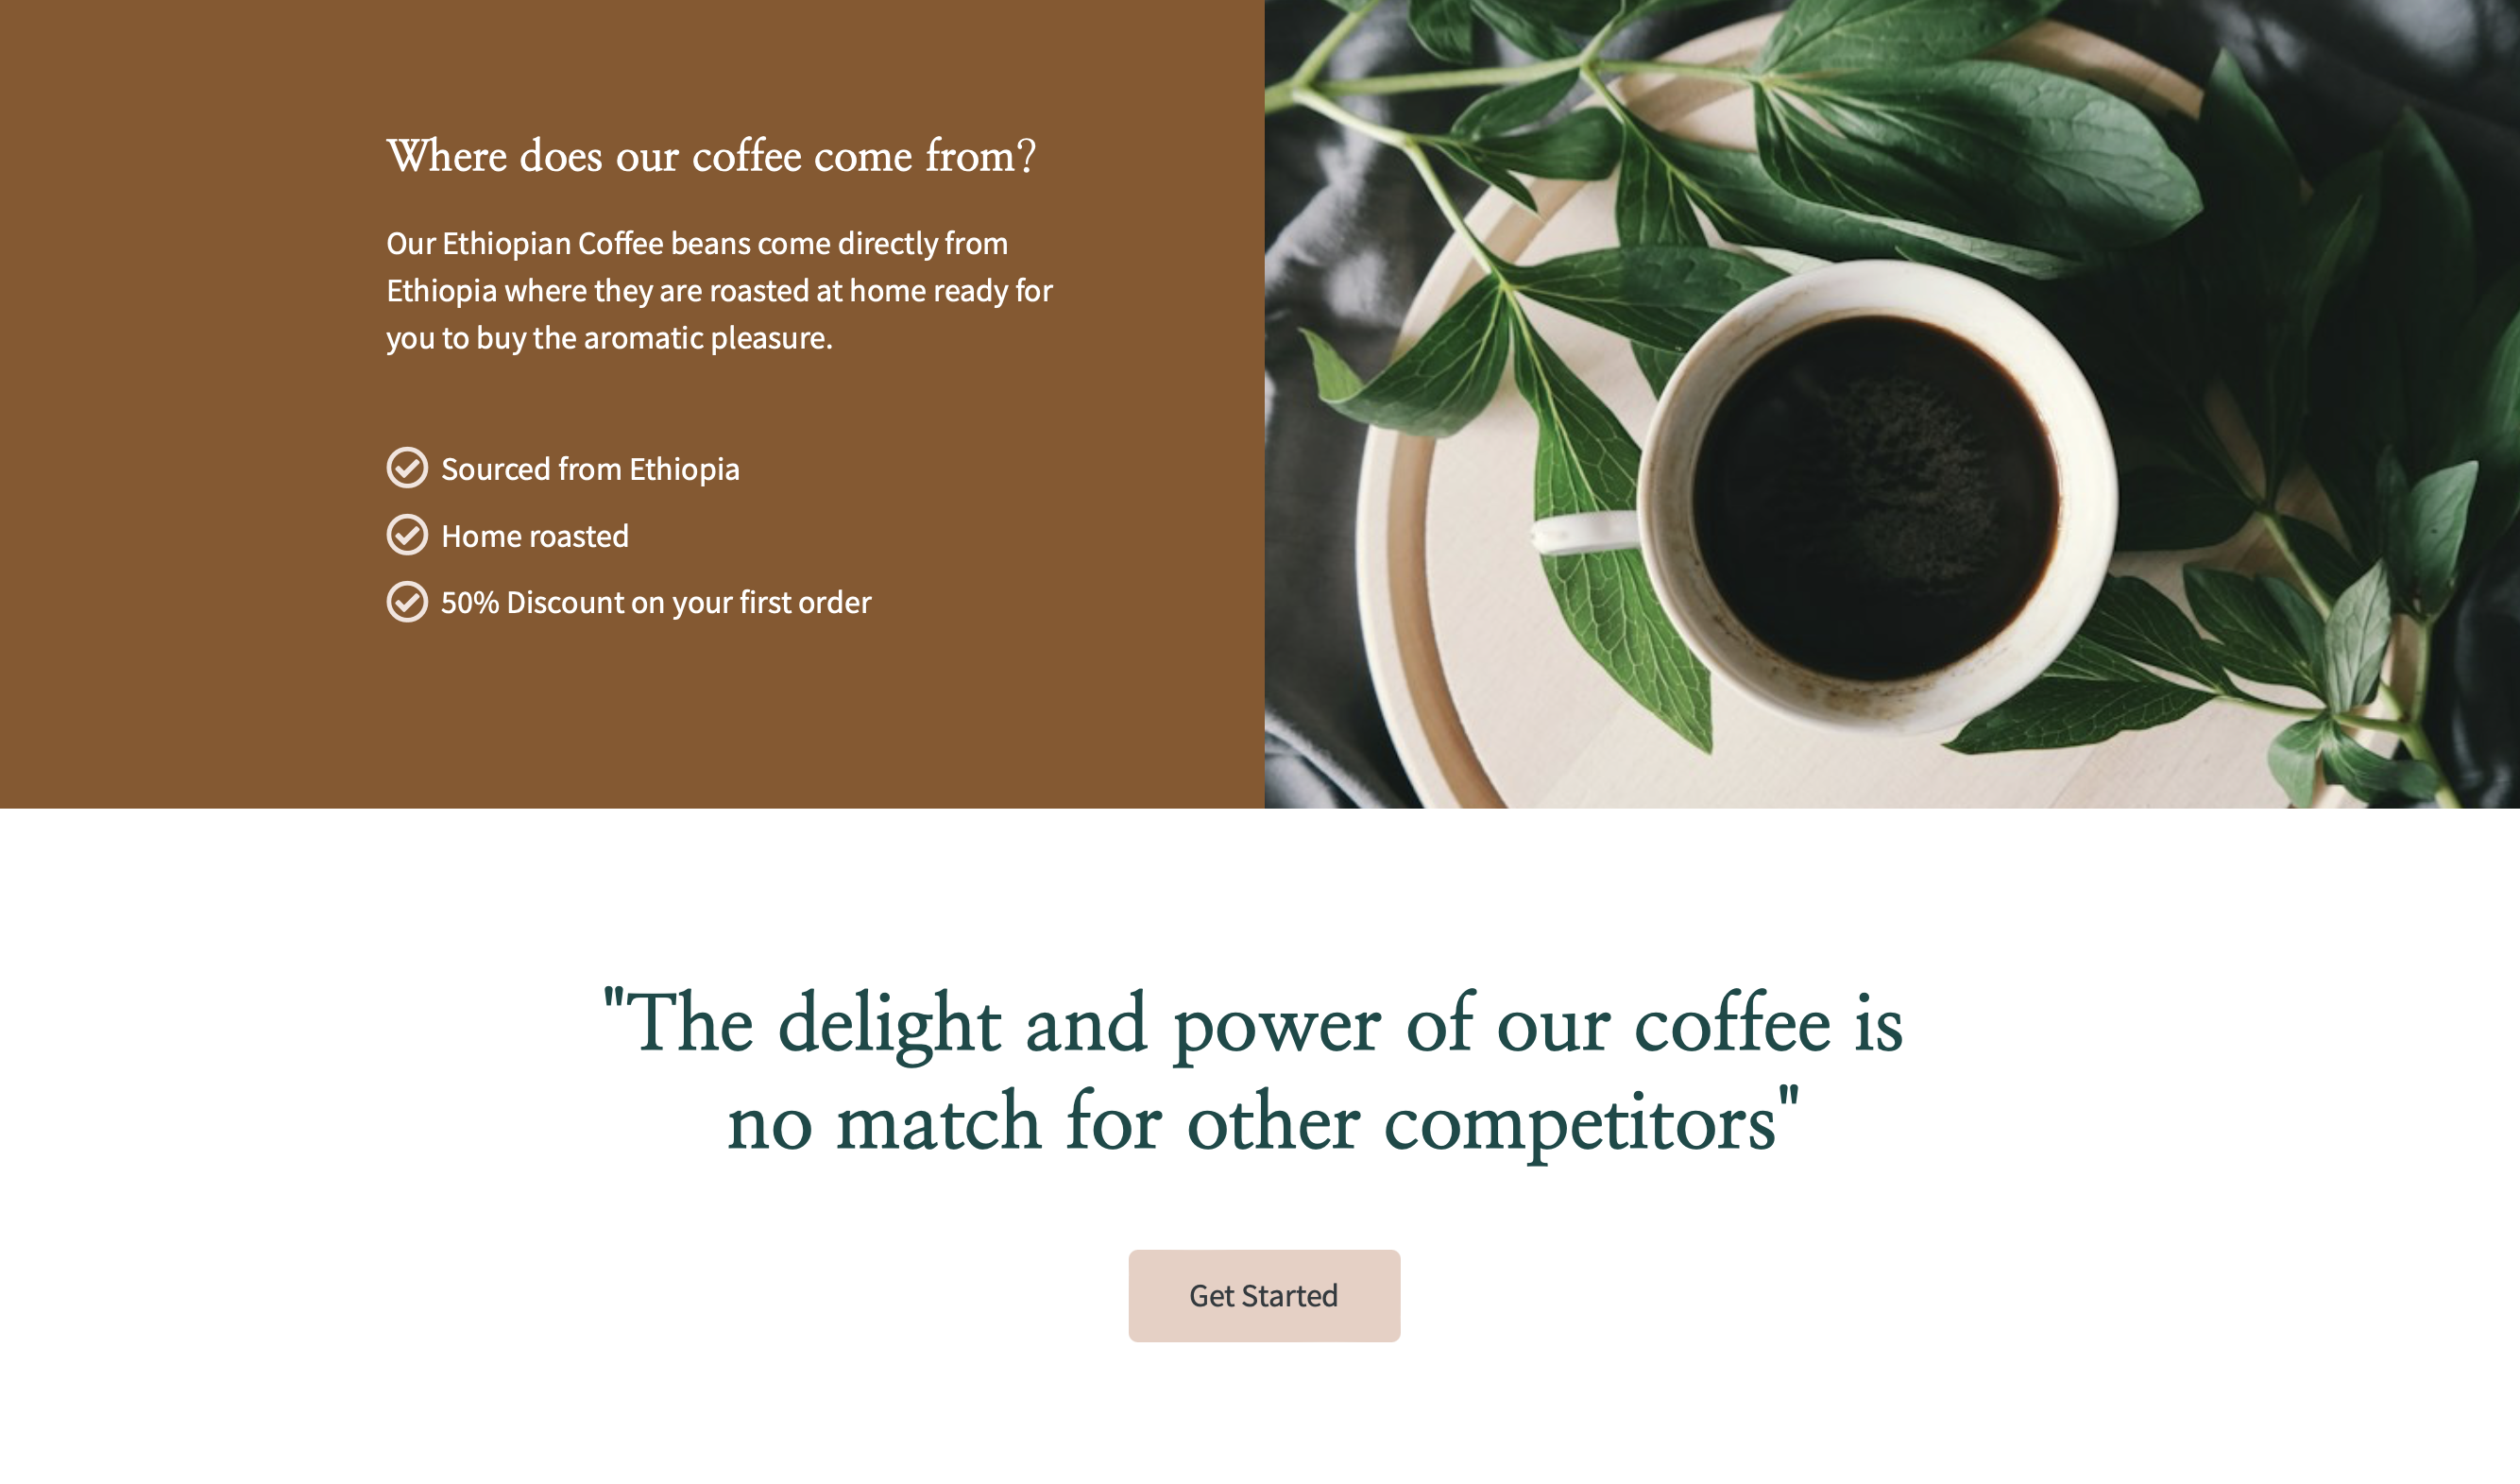 Where does our coffee come from?
Our Ethiopian Coffee beans come directly from
Ethiopia where they are roasted at home ready for
you to buy the aromatic pleasure.
Sourced from Ethiopia
Home roasted
50% Discount on your first order
"The delight and power of our coffee is
no match for other competitors"
Get Started